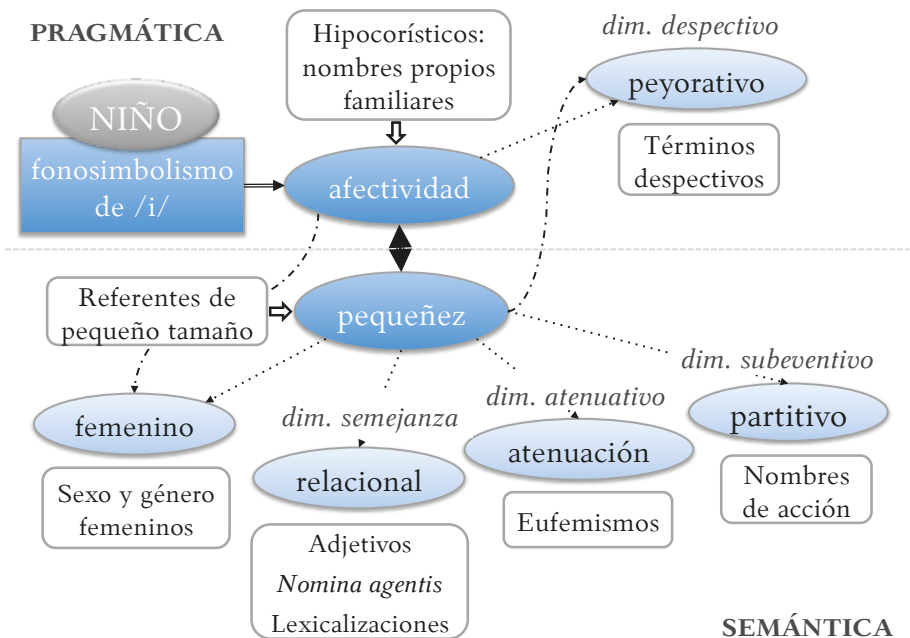 PRAGMÁTICA
Hipocorísticos:
nombres propios
familiares
dim. despectivo
peyorativo
NIÑO
fonosimbolismo
de /i/
afectividad
Términos
despectivos
Referentes de
pequeño tamaño
pequeñez
dim. subeventivo
dim. atenuativo
dim. semejanza
femenino
partitivo
atenuación
relacional
Sexo y género
femeninos
Nombres
de acción
Eufemismos
Adjetivos
Nomina agentis
Lexicalizaciones
SEMÁNTICA